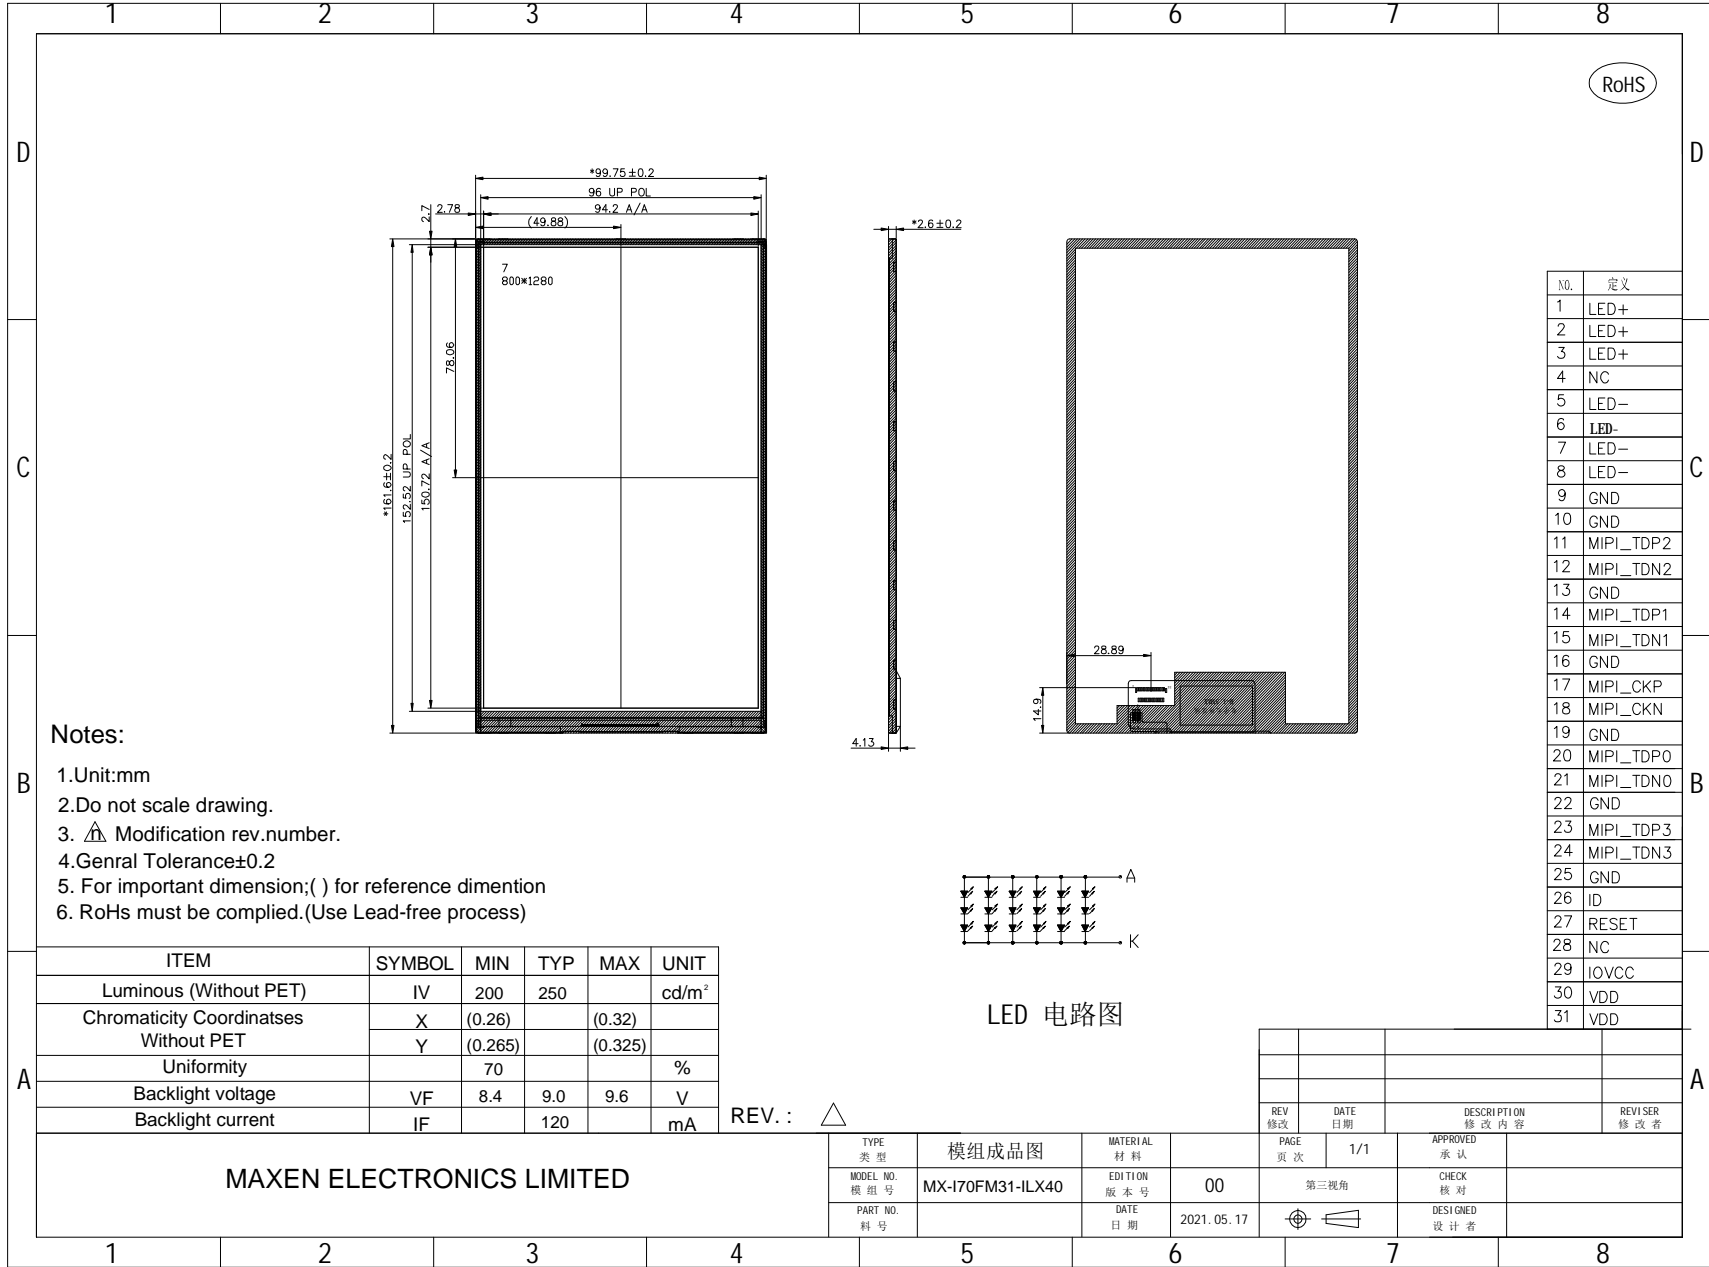 1 2 3 4 5 6 7 8
RoHS
D D
C C
B B
A A
*99.75±0.2
96 UP POL
94.2 A/A
(49.88)
2.78
2.7
7
800*1280
78.06
*161.6±0.2
152.52 UP POL
150.72 A/A
*2.6±0.2
4.13
28.89
14.9
NO. 定义
1 LED+
2 LED+
3 LED+
4 NC
5 LED-
6 LED-
7 LED-
8 LED-
9 GND
10 GND
11 MIPI_TDP2
12 MIPI_TDN2
13 GND
14 MIPI_TDP1
15 MIPI_TDN1
16 GND
17 MIPI_CKP
18 MIPI_CKN
19 GND
20 MIPI_TDP0
21 MIPI_TDN0
22 GND
23 MIPI_TDP3
24 MIPI_TDN3
25 GND
26 ID
27 RESET
28 NC
29 IOVCC
30 VDD
31 VDD
Notes:
1.Unit:mm
2.Do not scale drawing.
3. n Modification rev.number.
4.Genral Tolerance±0.2
5. For important dimension;( ) for reference dimention
6. RoHs must be complied.(Use Lead-free process)
A
K
LED 电路图
ITEM SYMBOL MIN TYP MAX UNIT
Luminous (Without PET) IV 200 250 cd/m²
Chromaticity Coordinatses
Without PET
X (0.26) (0.32)
Y (0.265) (0.325)
Uniformity 70 %
Backlight voltage VF 8.4 9.0 9.6 V
Backlight current IF 120 mA
REV. :
REV DATE DESCRIPTION REVISER
修改 日期 修改内容 修改者
MAXEN ELECTRONICS LIMITED
TYPE
类型
模组成品图
MATERIAL
材料
PAGE
页次
1/1
APPROVED
承认
MODEL NO.
模组号
MX-I70FM31-ILX40
EDITION
版本号
00
第三视角
CHECK
核对
PART NO.
料号
DATE
日期
2021.05.17
DESIGNED
设计者
1 2 3 4 5 6 7 8